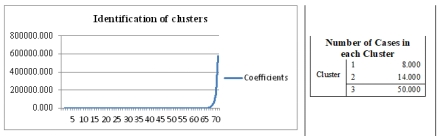 Identification of clusters
800000.000
600000.000
400000.000
200000.000
0.000
5 10 15 20 25 30 35 40 45 50 55 60 65 70
Coefficients
Number of Cases in
each Cluster
Cluster 1 8.000
2 14.000
3 50.000